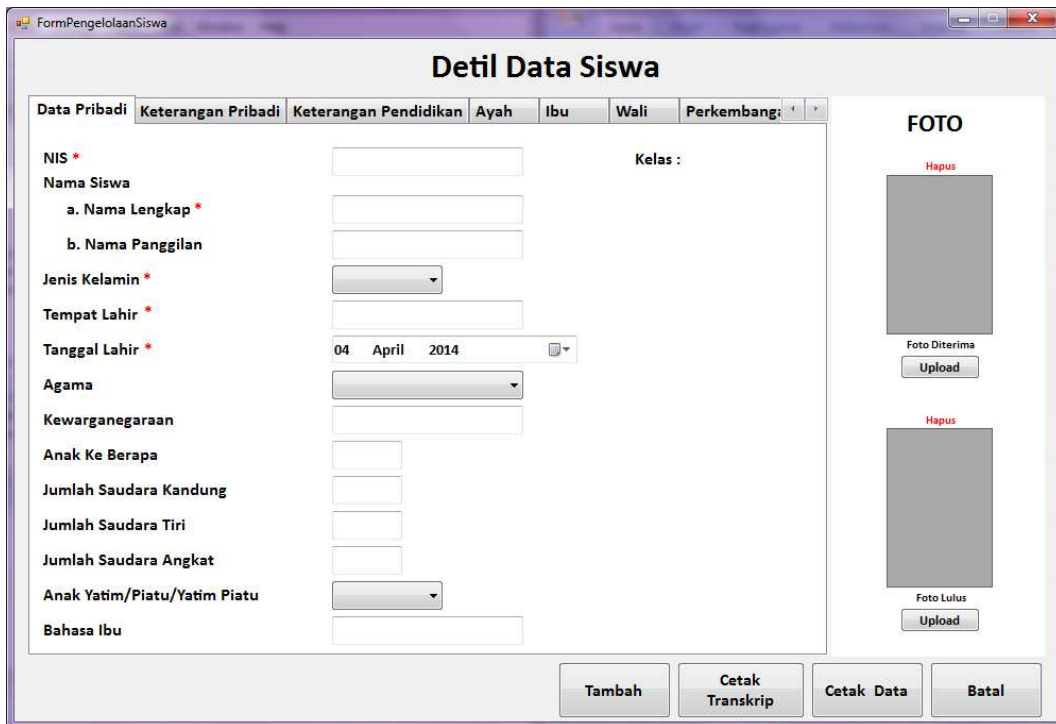 FormPengelolaanSiswa
Detil Data Siswa
Data Pribadi Keterangan Pribadi Keterangan Pendidikan Ayah Ibu Wali Perkembanga
NIS *
Kelas :
Nama Siswa
a. Nama Lengkap *
b. Nama Panggilan
Jenis Kelamin *
Tempat Lahir *
Tanggal Lahir *
04 April 2014
Agama
Kewarganegaraan
Anak Ke Berapa
Jumlah Saudara Kandung
Jumlah Saudara Tiri
Jumlah Saudara Angkat
Anak Yatim/Piatu/Yatim Piatu
Bahasa Ibu
FOTO
Hapus
Foto Diterima
Upload
Hapus
Foto Lulus
Upload
Tambah
Cetak
Transkrip
Cetak Data
Batal